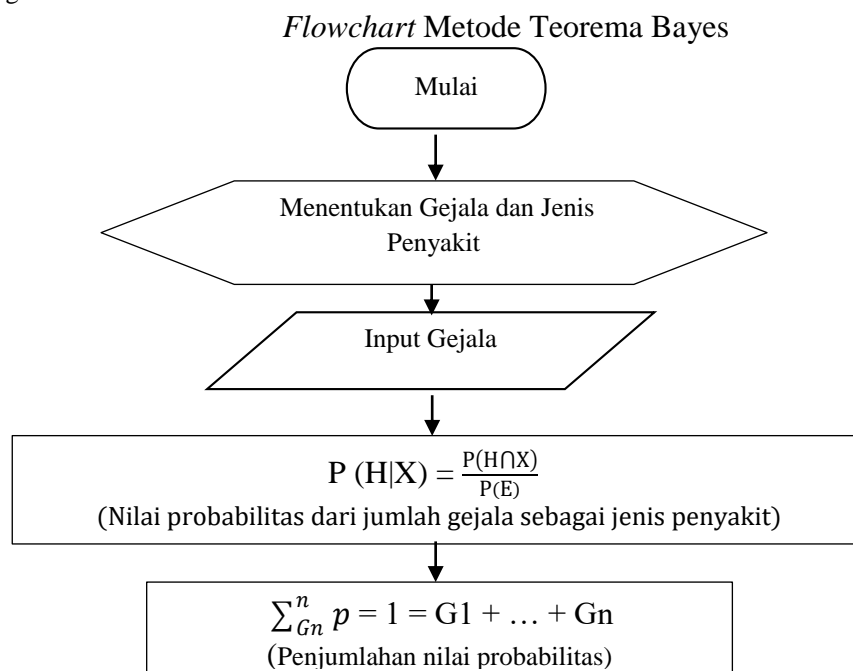 Flowchart Metode Teorema Bayes
Mulai
Menentukan Gejala dan Jenis
Penyakit
Input Gejala
P (H|X) = P(H⋂X)/P(E)
(Nilai probabilitas dari jumlah gejala sebagai jenis penyakit)
∑ⁿ_Gn p = 1 = G1 + … + Gn
(Penjumlahan nilai probabilitas)